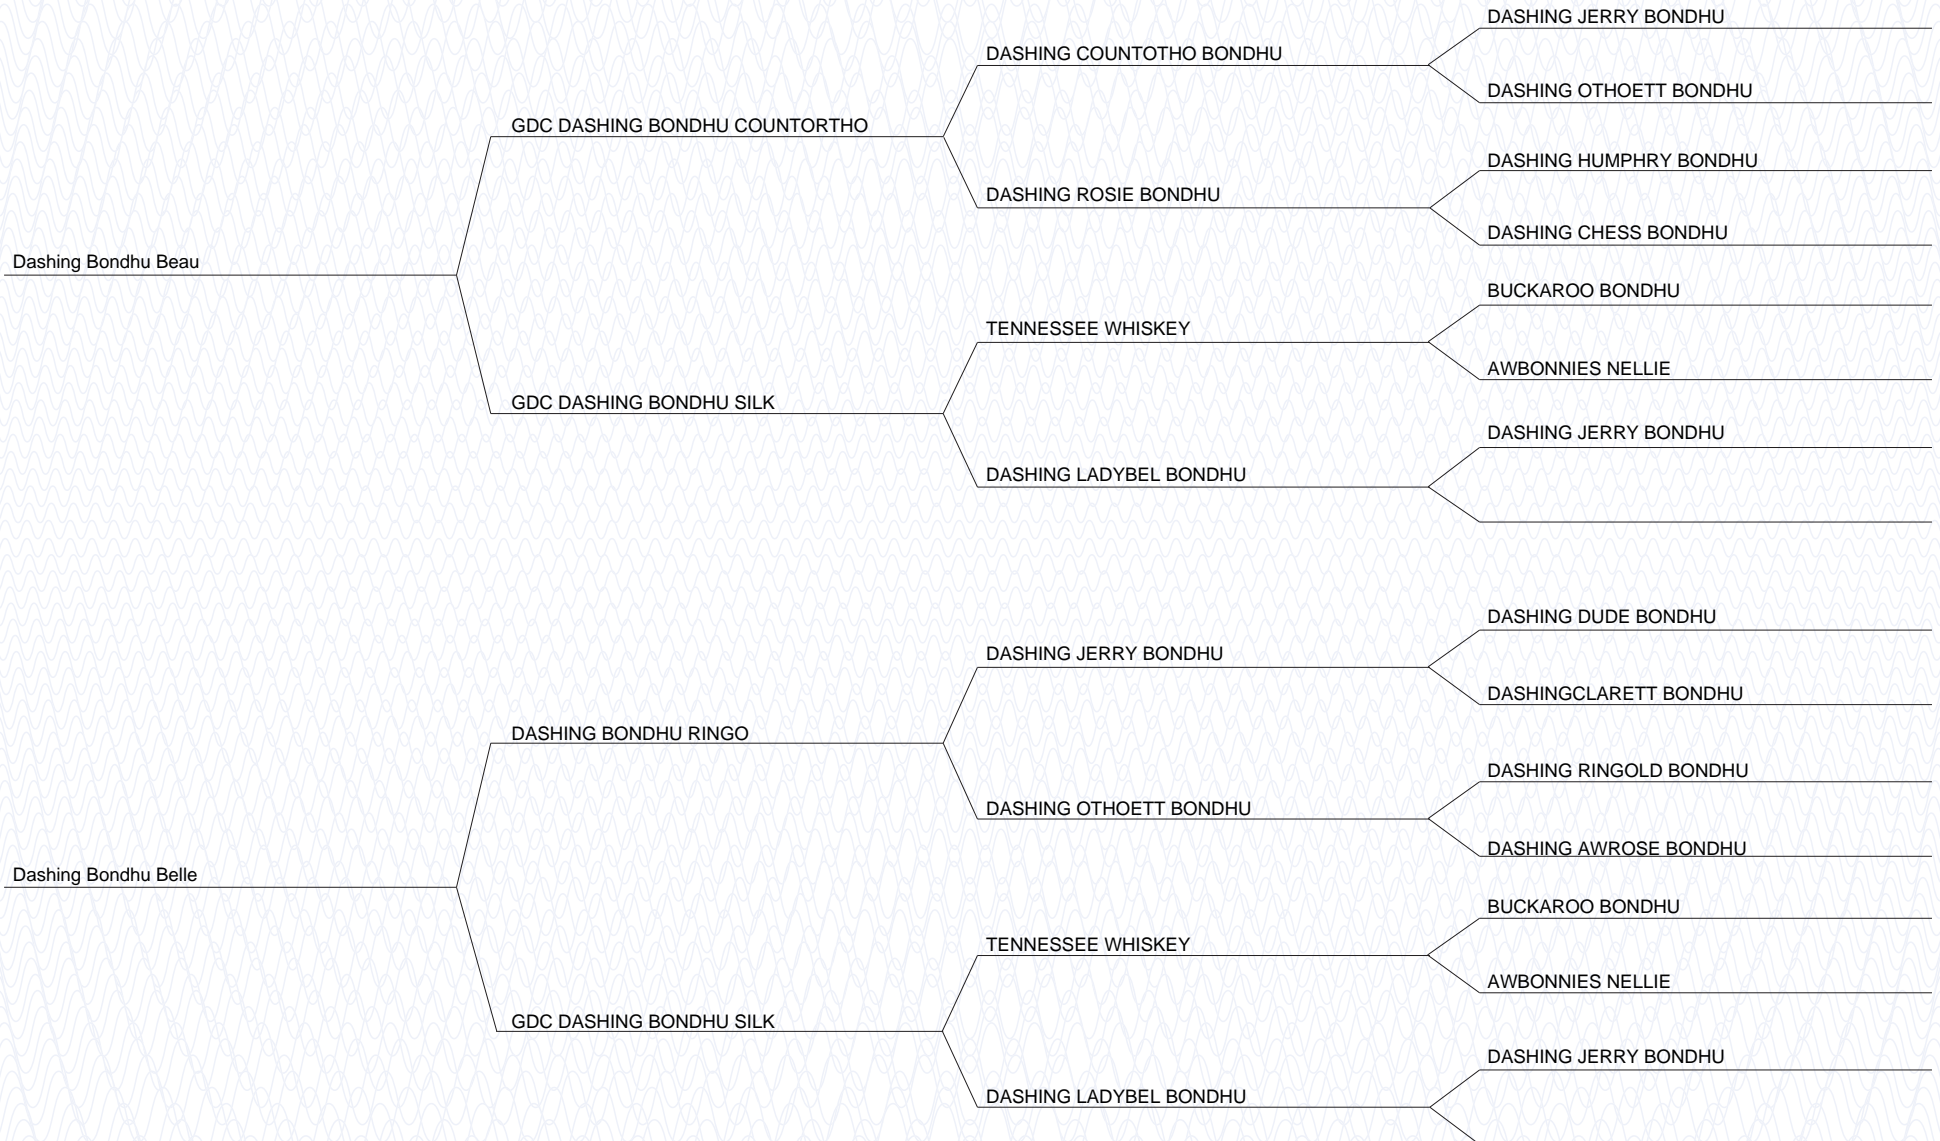 DASHING JERRY BONDHU
DASHING COUNTOTHO BONDHU
DASHING OTHOETT BONDHU
GDC DASHING BONDHU COUNTORTHO
DASHING HUMPHRY BONDHU
DASHING ROSIE BONDHU
DASHING CHESS BONDHU
Dashing Bondhu Beau
BUCKAROO BONDHU
TENNESSEE WHISKEY
AWBONNIES NELLIE
GDC DASHING BONDHU SILK
DASHING JERRY BONDHU
DASHING LADYBEL BONDHU
DASHING DUDE BONDHU
DASHING JERRY BONDHU
DASHINGCLARETT BONDHU
DASHING BONDHU RINGO
DASHING RINGOLD BONDHU
DASHING OTHOETT BONDHU
DASHING AWROSE BONDHU
Dashing Bondhu Belle
BUCKAROO BONDHU
TENNESSEE WHISKEY
AWBONNIES NELLIE
GDC DASHING BONDHU SILK
DASHING JERRY BONDHU
DASHING LADYBEL BONDHU